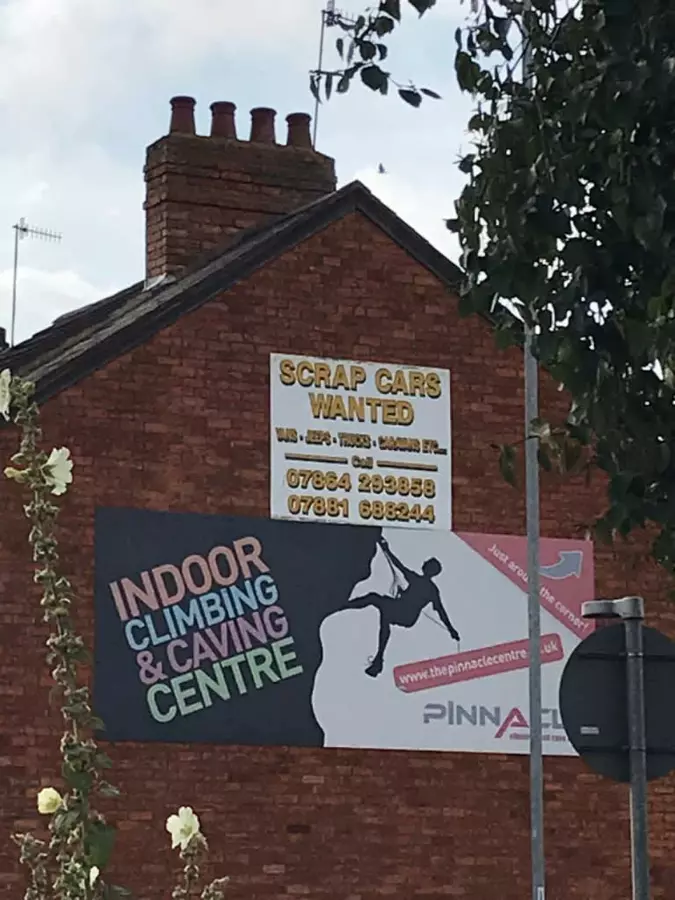 SCRAP CARS
WANTED
VANS - JEEPS - TRUCKS - CARAVANS ETC...
Call
07864 293858
07881 688244
INDOOR
CLIMBING
& CAVING
CENTRE
Just around the corner!
www.thepinnaclecentre.co.uk
PINNACL